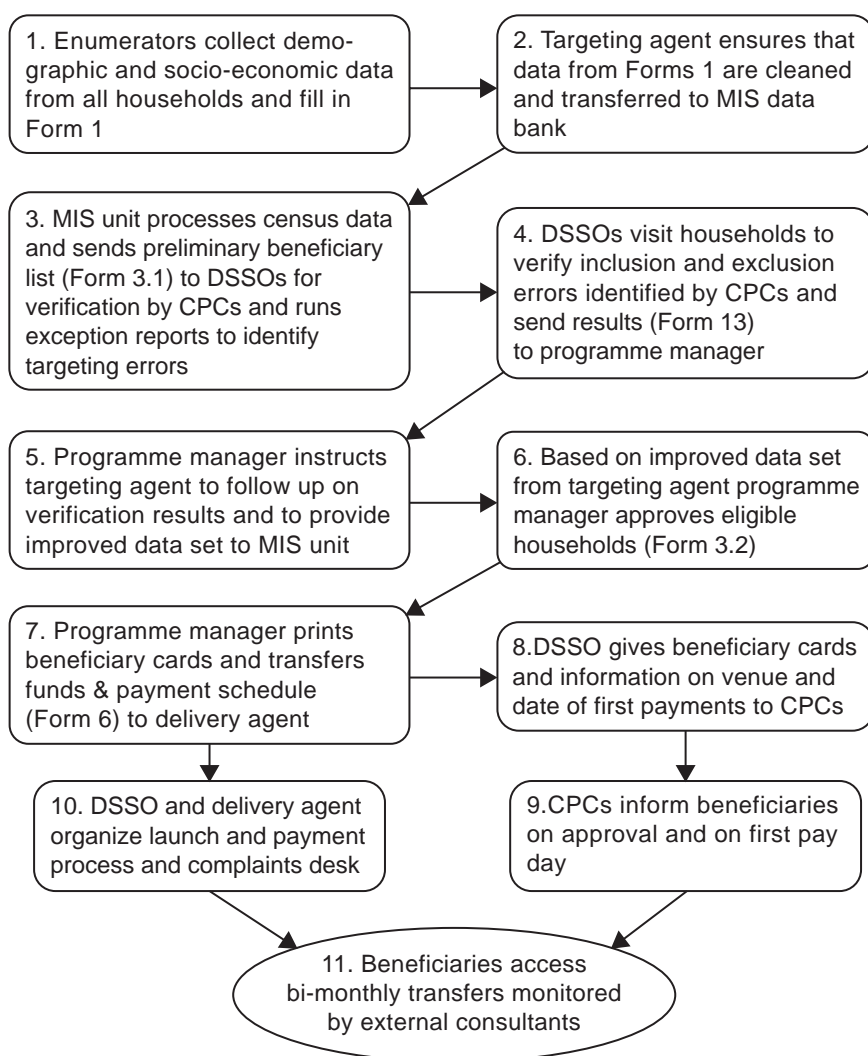 1. Enumerators collect demo-
graphic and socio-economic data
from all households and fill in
Form 1
2. Targeting agent ensures that
data from Forms 1 are cleaned
and transferred to MIS data
bank
3. MIS unit processes census data
and sends preliminary beneficiary
list (Form 3.1) to DSSOs for
verification by CPCs and runs
exception reports to identify
targeting errors
4. DSSOs visit households to
verify inclusion and exclusion
errors identified by CPCs and
send results (Form 13)
to programme manager
5. Programme manager instructs
targeting agent to follow up on
verification results and to provide
improved data set to MIS unit
6. Based on improved data set
from targeting agent programme
manager approves eligible
households (Form 3.2)
7. Programme manager prints
beneficiary cards and transfers
funds & payment schedule
(Form 6) to delivery agent
8.DSSO gives beneficiary cards
and information on venue and
date of first payments to CPCs
10. DSSO and delivery agent
organize launch and payment
process and complaints desk
9.CPCs inform beneficiaries
on approval and on first pay
day
11. Beneficiaries access
bi-monthly transfers monitored
by external consultants